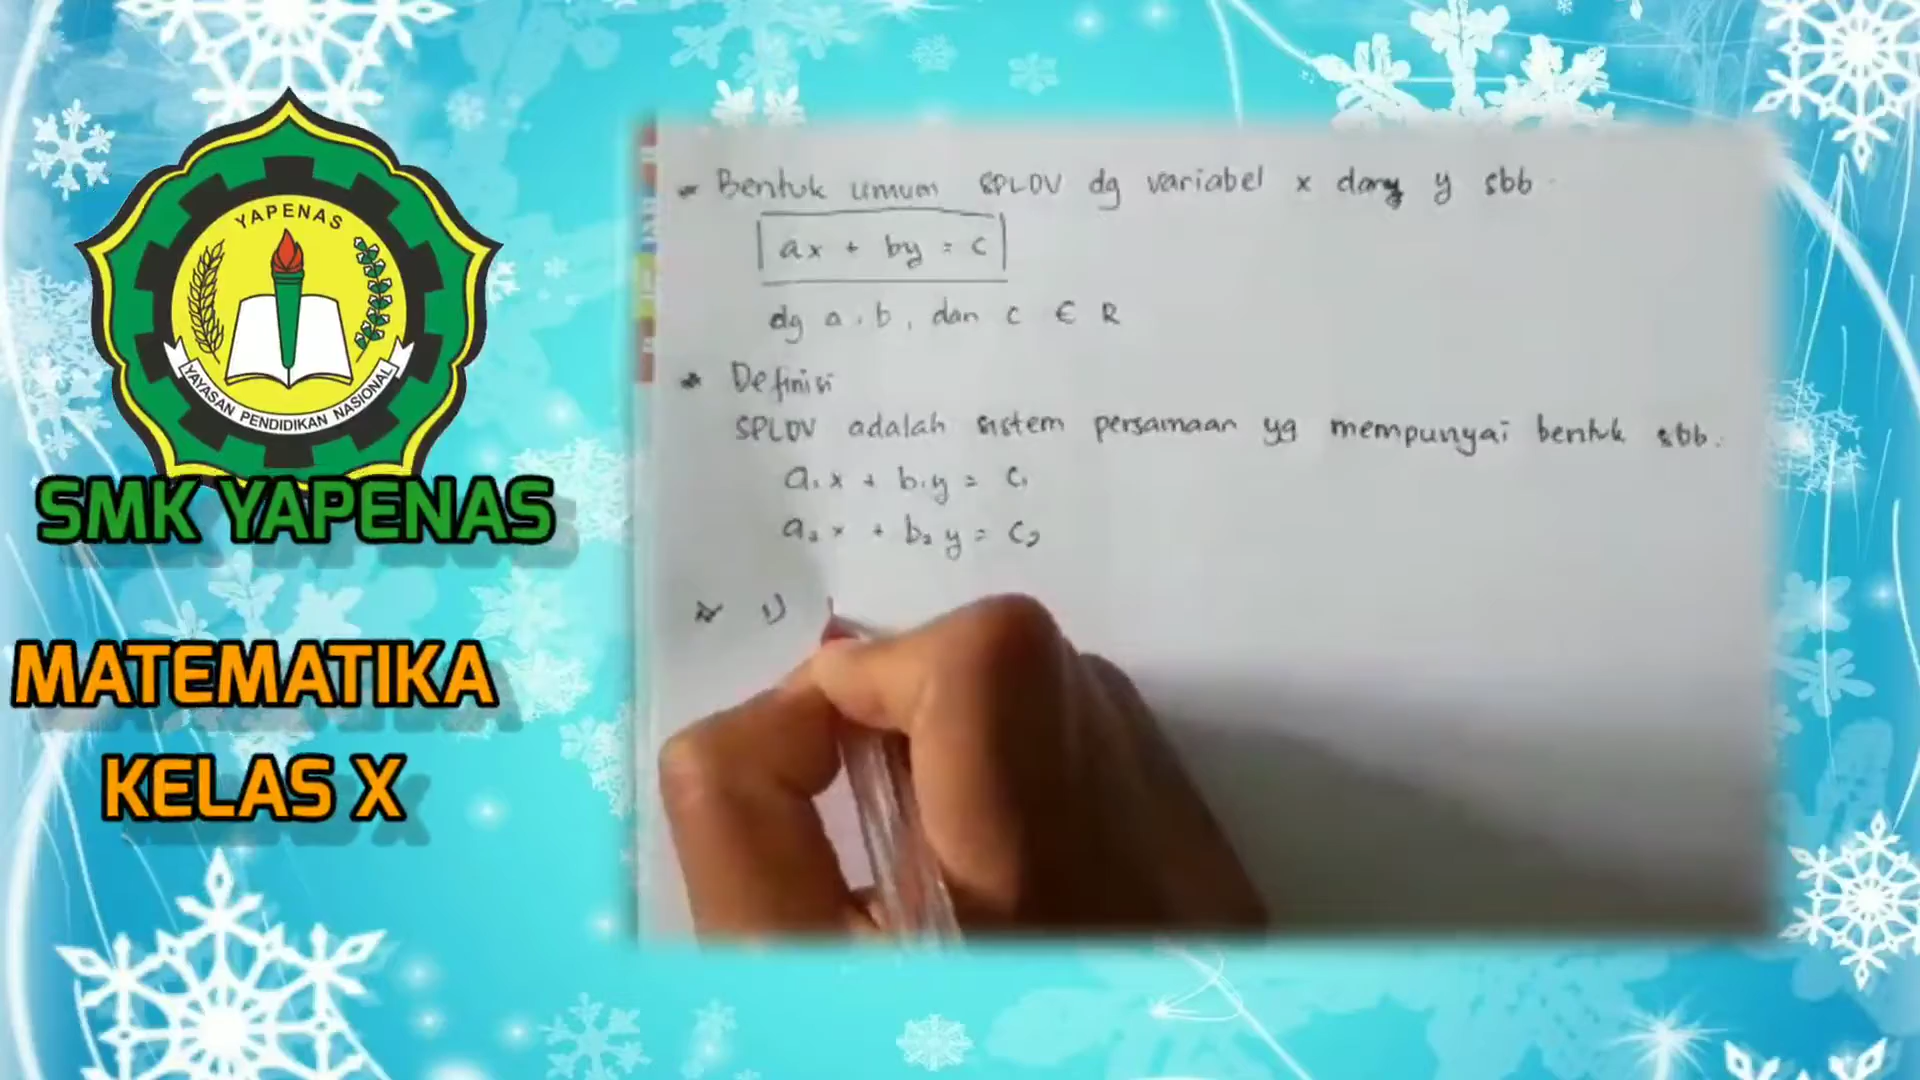 YAPENAS
YAYASAN PENDIDIKAN NASIONAL
SMK YAPENAS
MATEMATIKA
KELAS X
* Bentuk umum SPLDV dg variabel x dan y sbb.
ax + by = c
dg a, b, dan c ∈ R
* Definisi
SPLDV adalah sistem persamaan yg mempunyai bentuk sbb.
a₁x + b₁y = c₁
a₂x + b₂y = c₂
* 1)